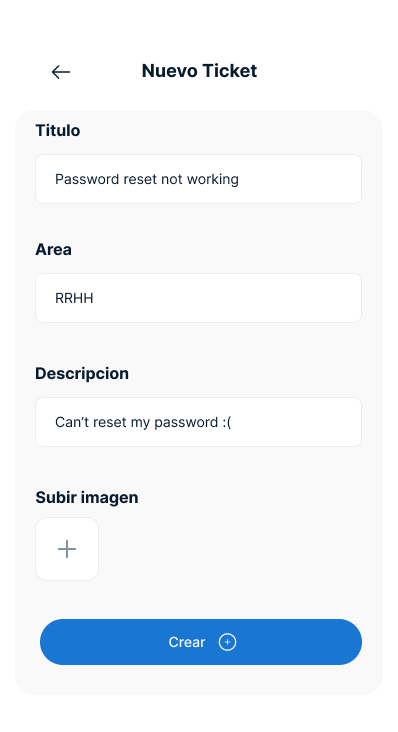 Nuevo Ticket
Titulo
Password reset not working
Area
RRHH
Descripcion
Can’t reset my password :(
Subir imagen
Crear